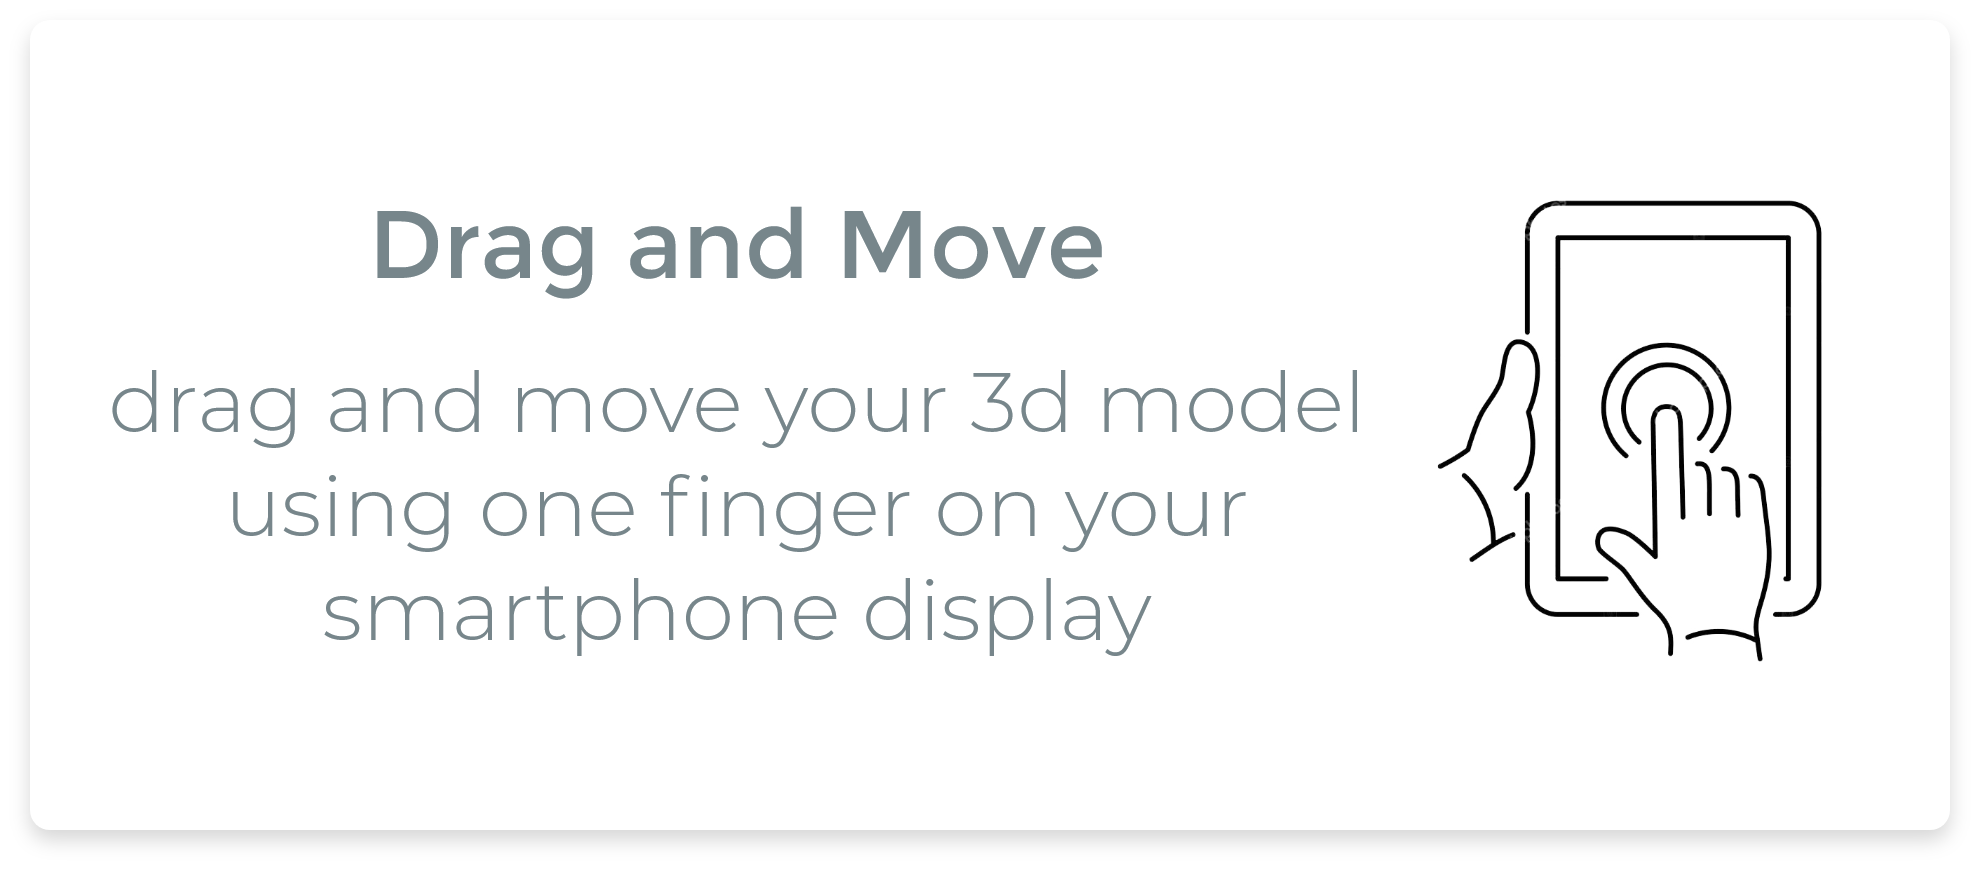 Drag and Move
drag and move your 3d model
using one finger on your
smartphone display